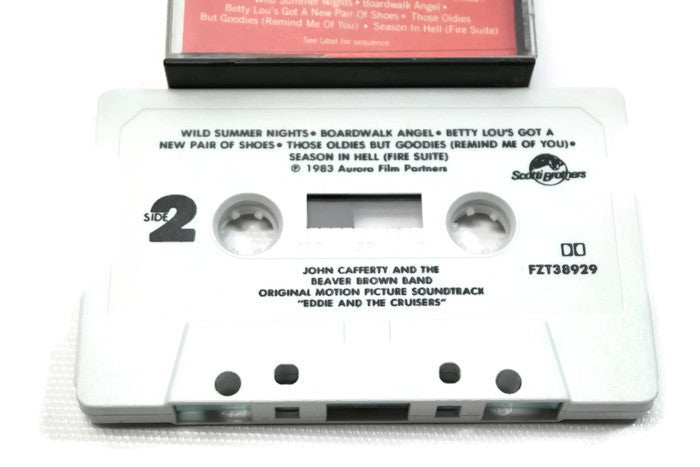 Wild Summer Nights • Boardwalk Angel •
Betty Lou's Got A New Pair Of Shoes • Those Oldies
But Goodies (Remind Me Of You) • Season In Hell (Fire Suite)
See label for sequence.
WILD SUMMER NIGHTS • BOARDWALK ANGEL • BETTY LOU'S GOT A
NEW PAIR OF SHOES • THOSE OLDIES BUT GOODIES (REMIND ME OF YOU) •
SEASON IN HELL (FIRE SUITE)
℗ 1983 Aurora Film Partners
Scotti Brothers
SIDE 2
FZT38929
JOHN CAFFERTY AND THE
BEAVER BROWN BAND
ORIGINAL MOTION PICTURE SOUNDTRACK
"EDDIE AND THE CRUISERS"